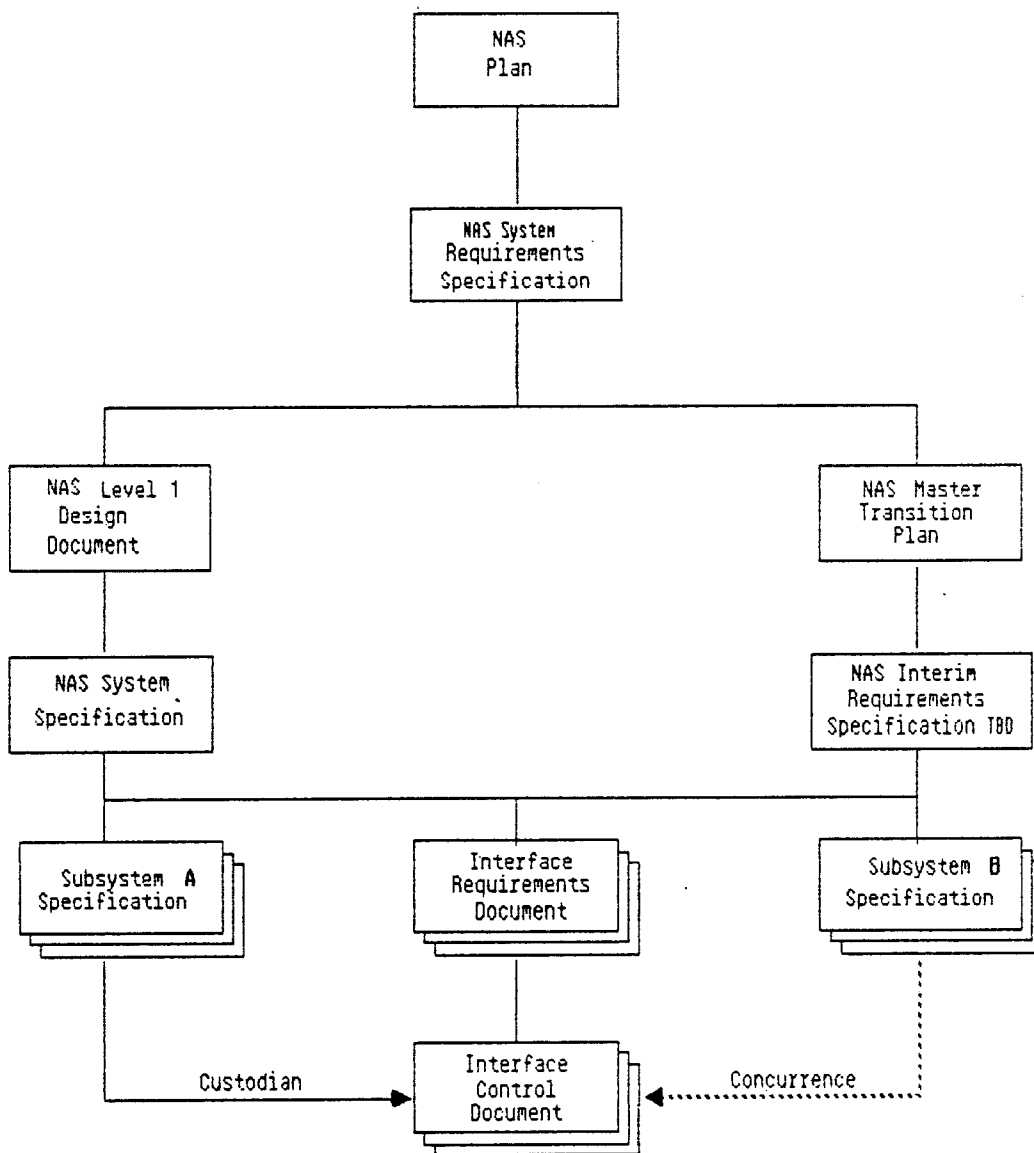 NAS
Plan
NAS System
Requirements
Specification
NAS Level 1
Design
Document
NAS Master
Transition
Plan
NAS System
Specification
NAS Interim
Requirements
Specification TBD
Subsystem A
Specification
Interface
Requirements
Document
Subsystem B
Specification
Custodian
Interface
Control
Document
Concurrence